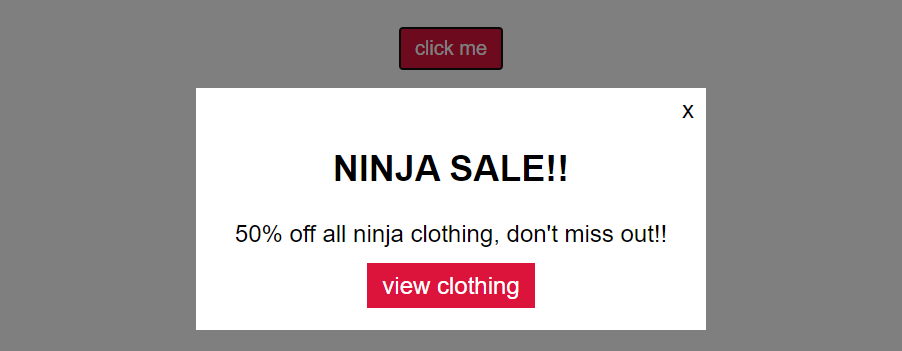 click me
x
NINJA SALE!!
50% off all ninja clothing, don't miss out!!
view clothing